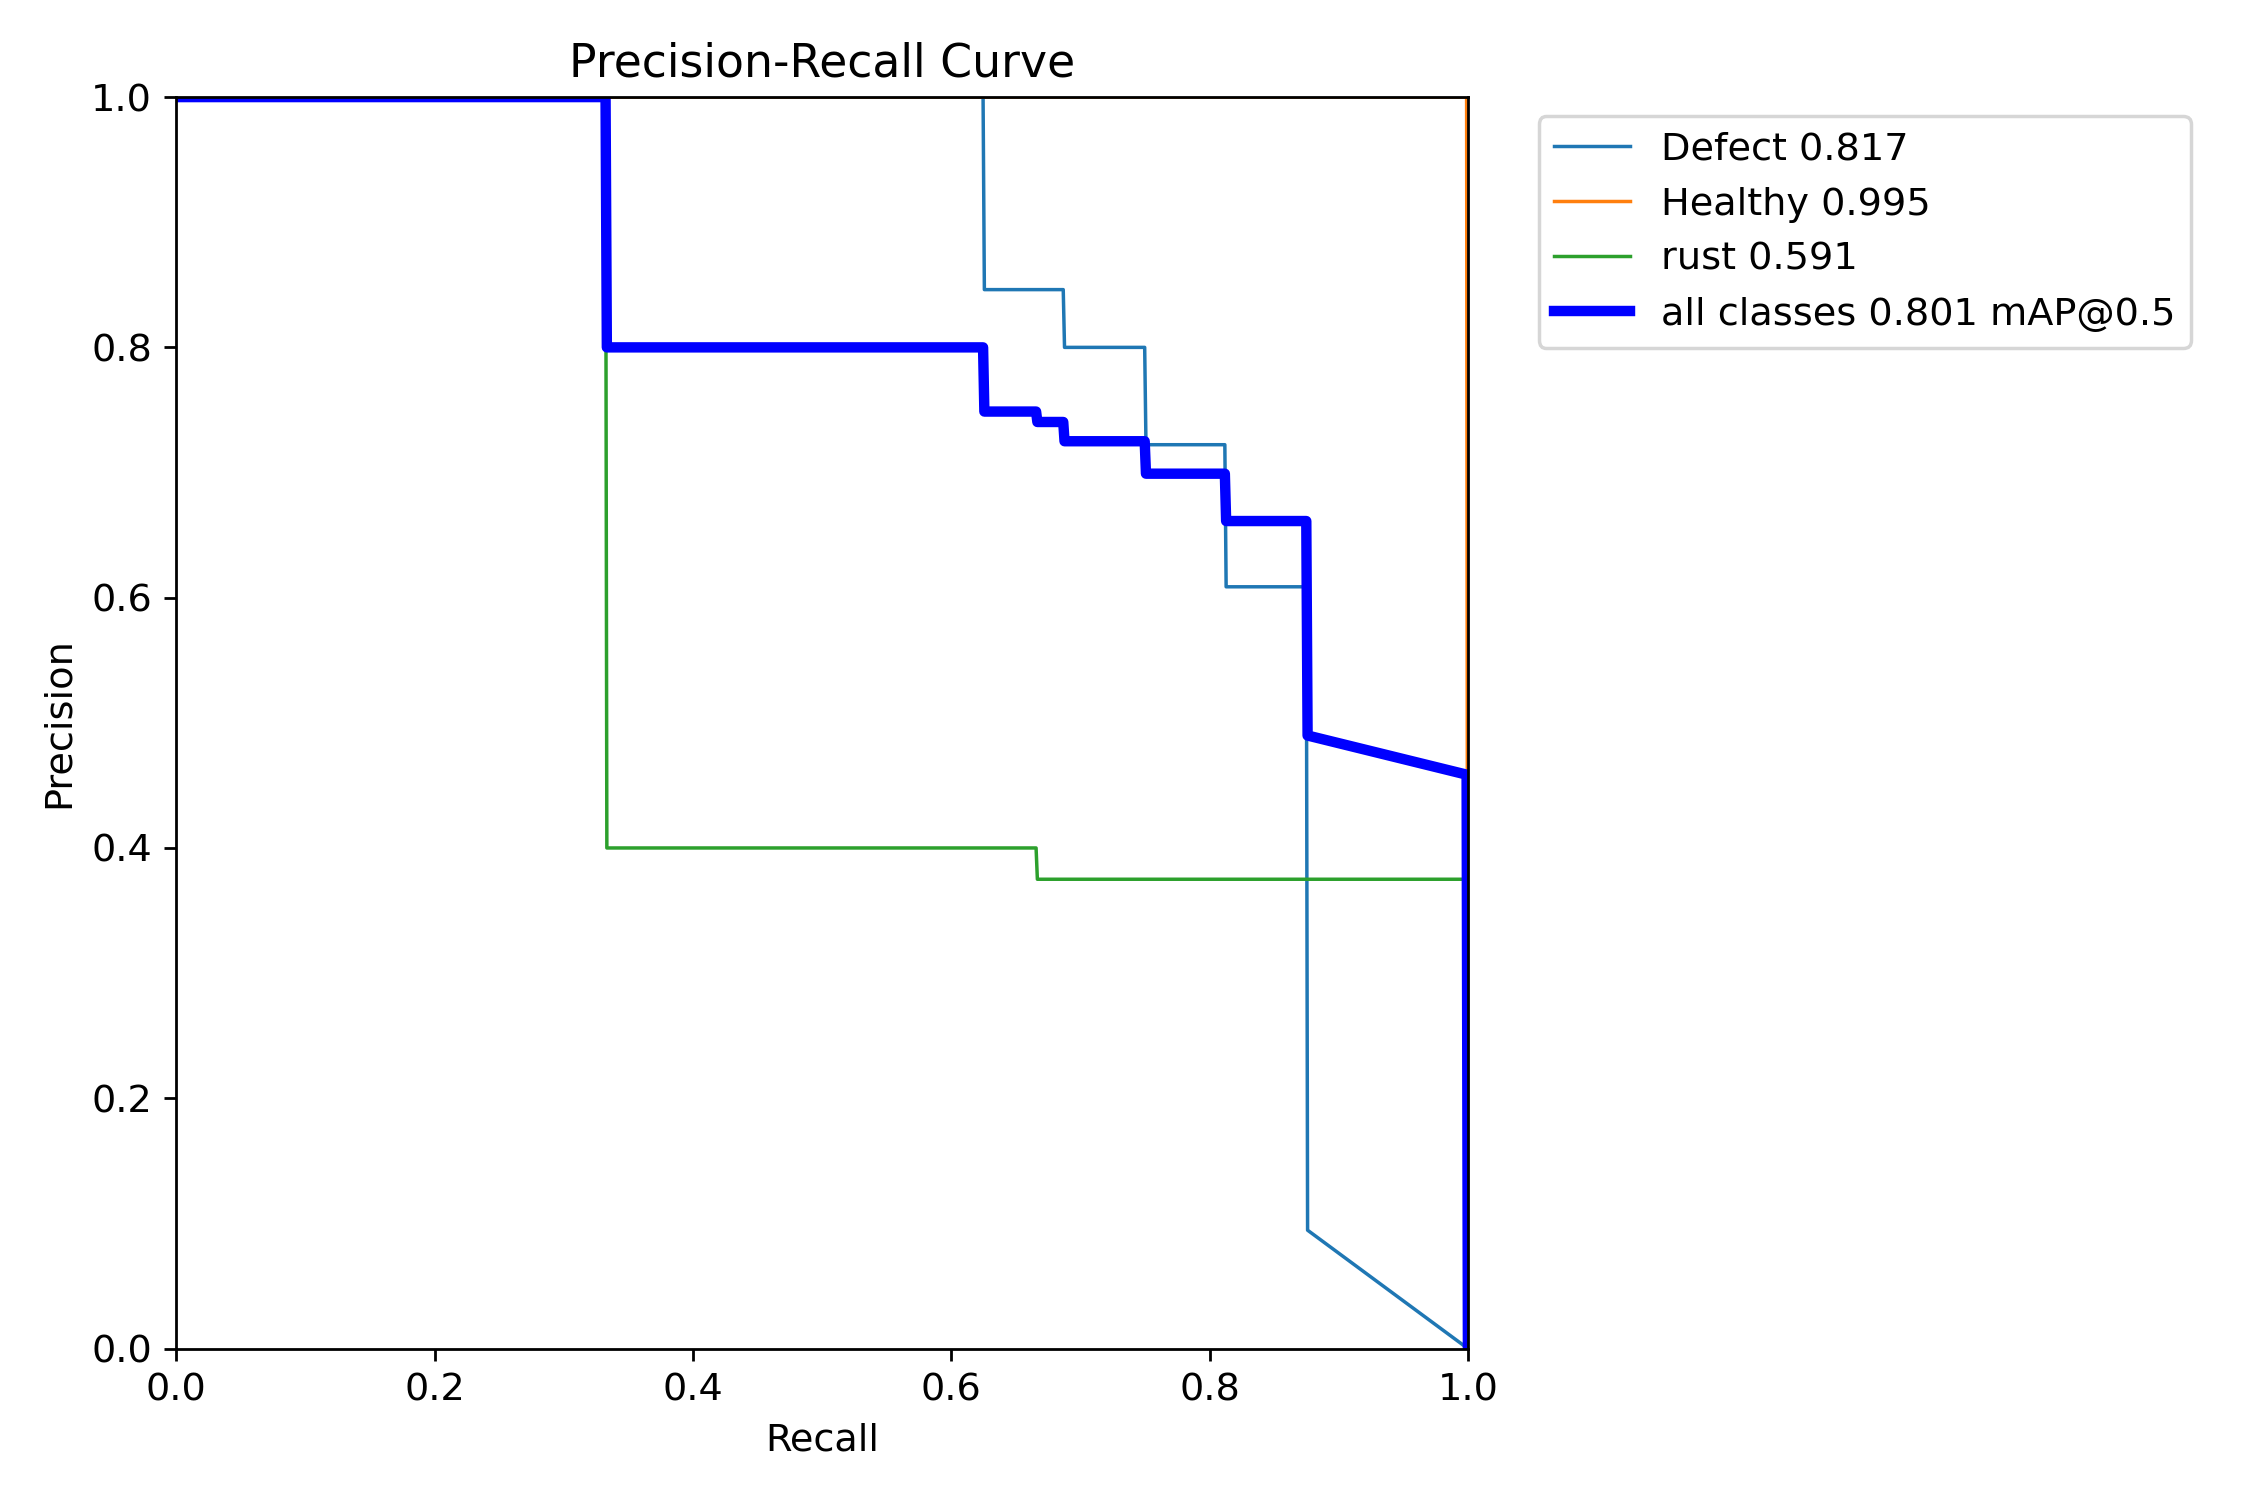 Precision-Recall Curve
1.0
0.8
0.6
0.4
0.2
0.0
Precision
0.0 0.2 0.4 0.6 0.8 1.0
Recall
Defect 0.817
Healthy 0.995
rust 0.591
all classes 0.801 mAP@0.5